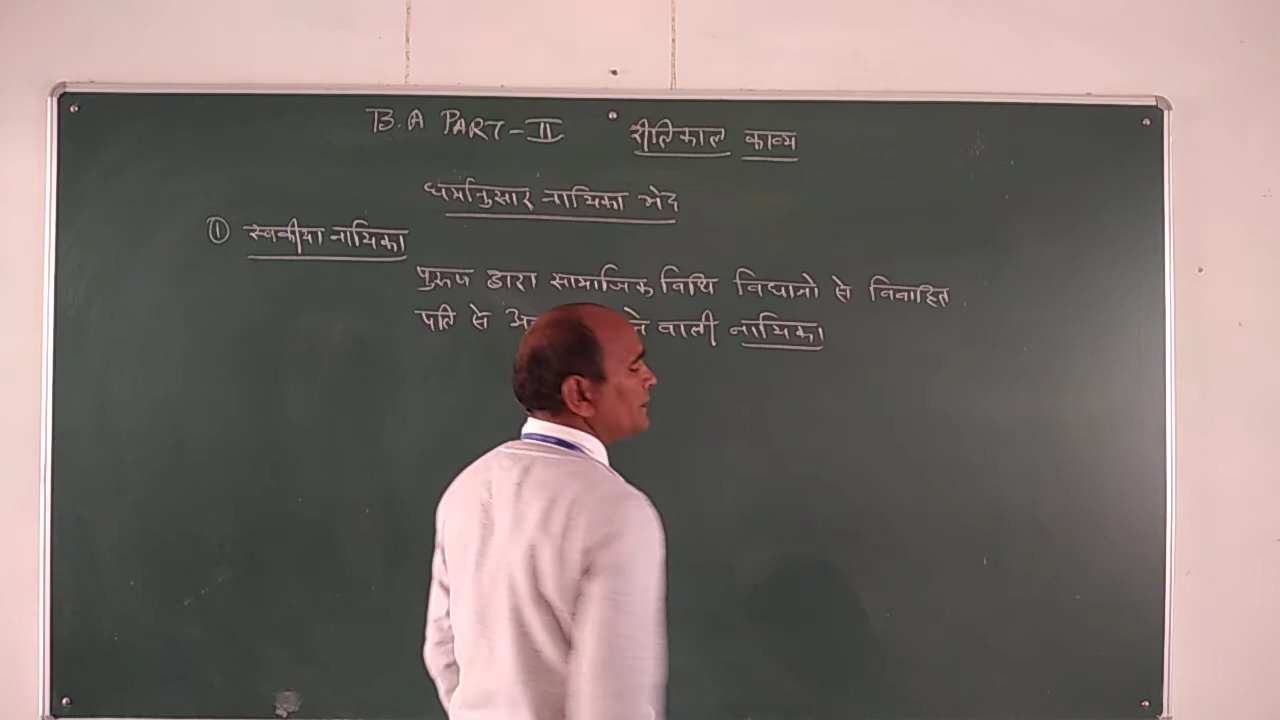 B.A PART-II रीतिकाल काव्य
धर्मानुसार नायिका भेद
① स्वकीया नायिका
पुरूष द्वारा सामाजिक विधि विधानो से विवाहित
पति से वाली नायिका